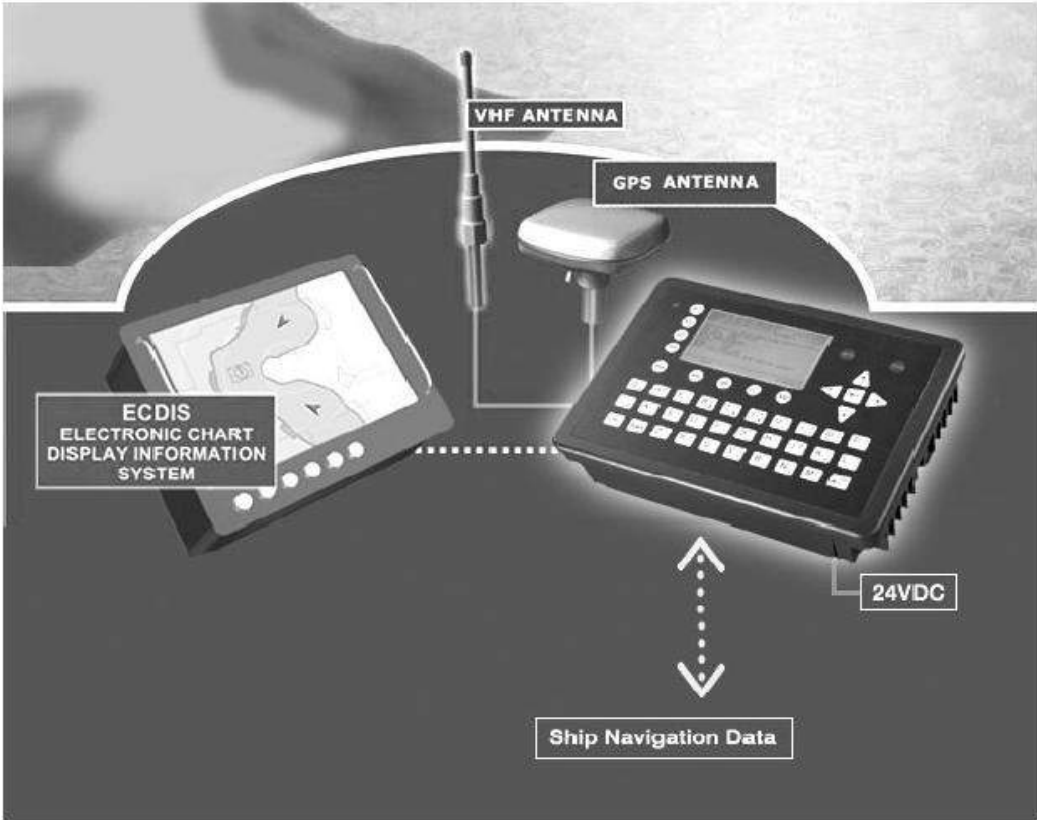 VHF ANTENNA
GPS ANTENNA
ECDIS
ELECTRONIC CHART
DISPLAY INFORMATION
SYSTEM
24VDC
Ship Navigation Data